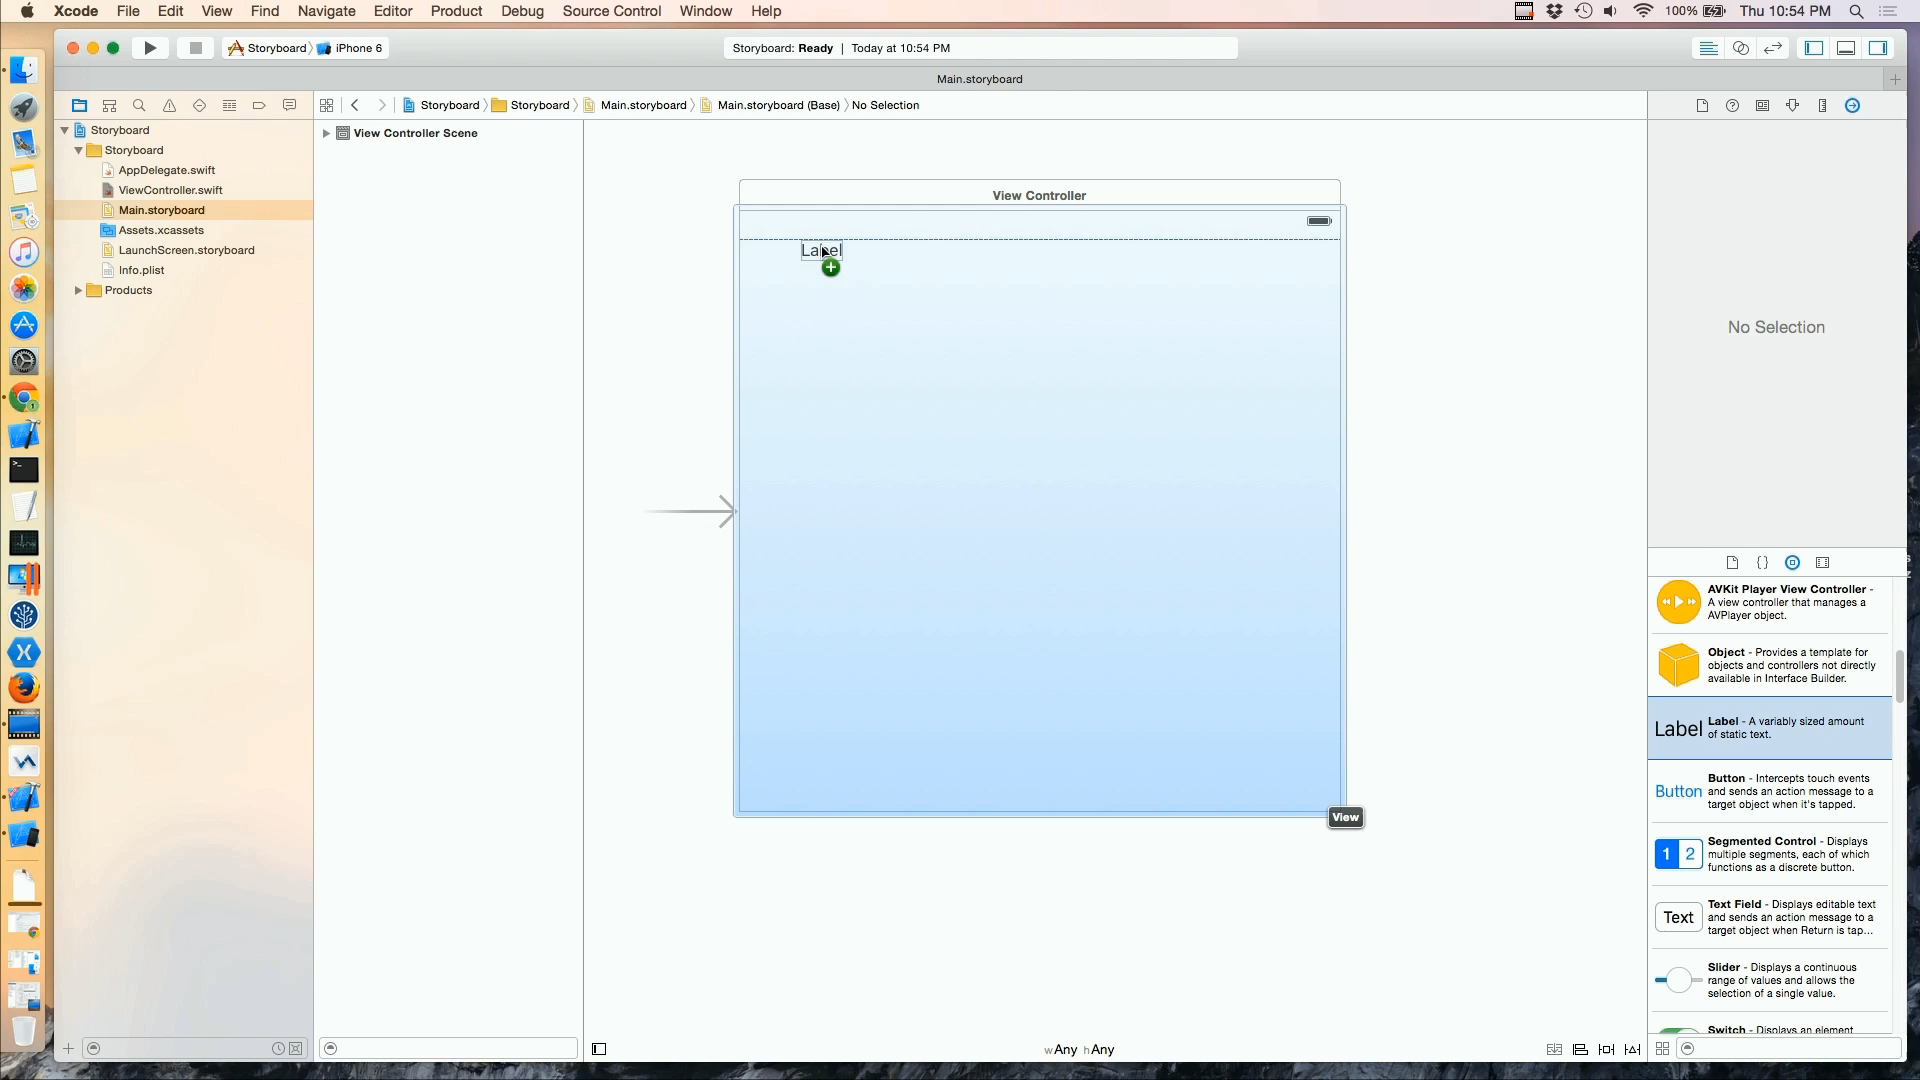 Xcode File Edit View Find Navigate Editor Product Debug Source Control Window Help 100% Thu 10:54 PM
Storyboard iPhone 6 Storyboard: Ready | Today at 10:54 PM
Main.storyboard
Storyboard Storyboard Main.storyboard Main.storyboard (Base) No Selection
Storyboard
Storyboard
AppDelegate.swift
ViewController.swift
Main.storyboard
Assets.xcassets
LaunchScreen.storyboard
Info.plist
Products
View Controller Scene
View Controller
Label
View
wAny hAny
No Selection
AVKit Player View Controller -
A view controller that manages a
AVPlayer object.
Object - Provides a template for
objects and controllers not directly
available in Interface Builder.
Label
Label - A variably sized amount
of static text.
Button
Button - Intercepts touch events
and sends an action message to a
target object when it's tapped.
1 2
Segmented Control - Displays
multiple segments, each of which
functions as a discrete button.
Text
Text Field - Displays editable text
and sends an action message to a
target object when Return is tap...
Slider - Displays a continuous
range of values and allows the
selection of a single value.
Switch - Displays an element